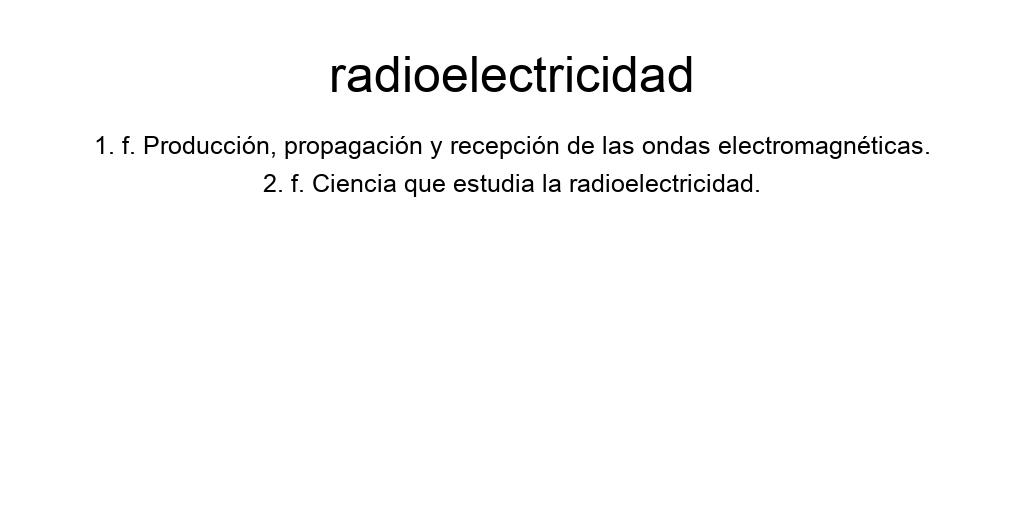 radioelectricidad
1. f. Producción, propagación y recepción de las ondas electromagnéticas.
2. f. Ciencia que estudia la radioelectricidad.